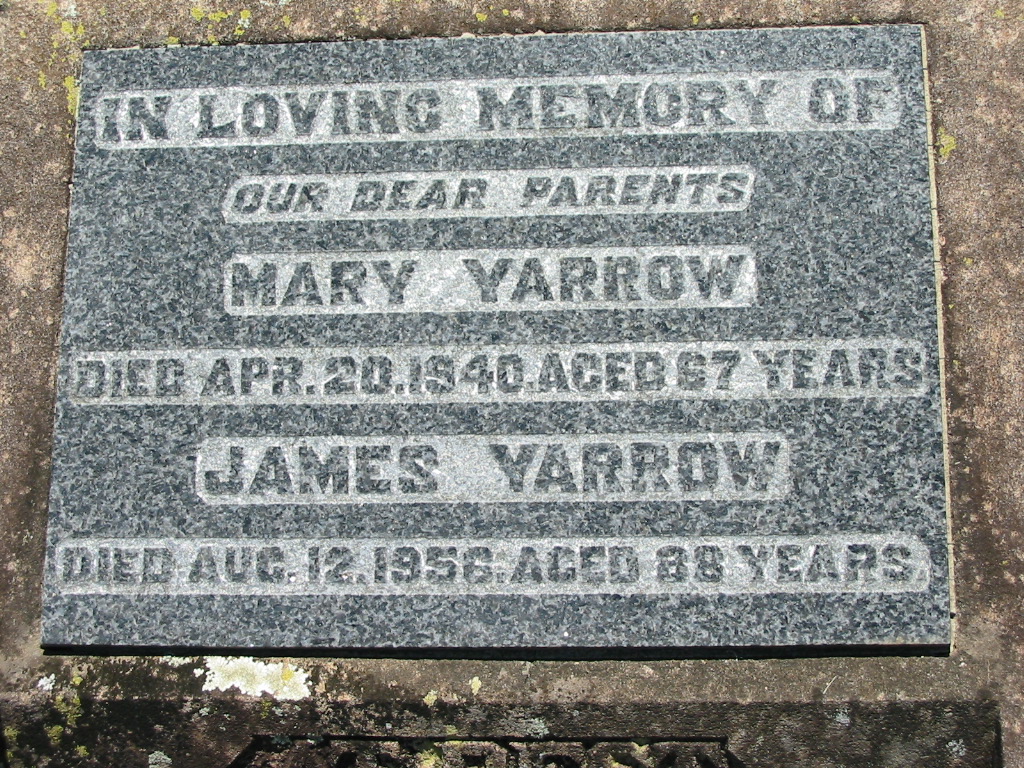 IN LOVING MEMORY OF
OUR DEAR PARENTS
MARY YARROW
DIED APR. 20. 1940. AGED 67 YEARS
JAMES YARROW
DIED AUG. 12. 1956. AGED 88 YEARS.